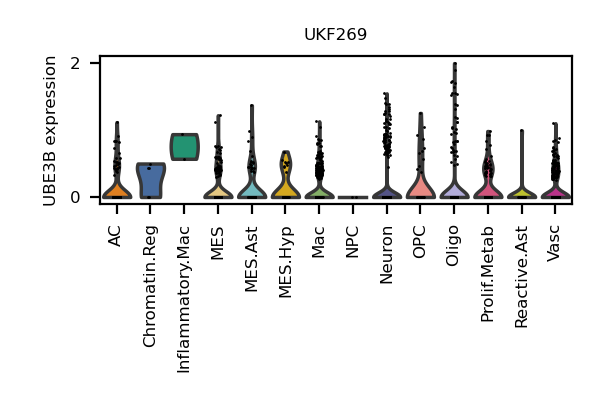 UKF269
UBE3B expression
2
0
AC
Chromatin.Reg
Inflammatory.Mac
MES
MES.Ast
MES.Hyp
Mac
NPC
Neuron
OPC
Oligo
Prolif.Metab
Reactive.Ast
Vasc